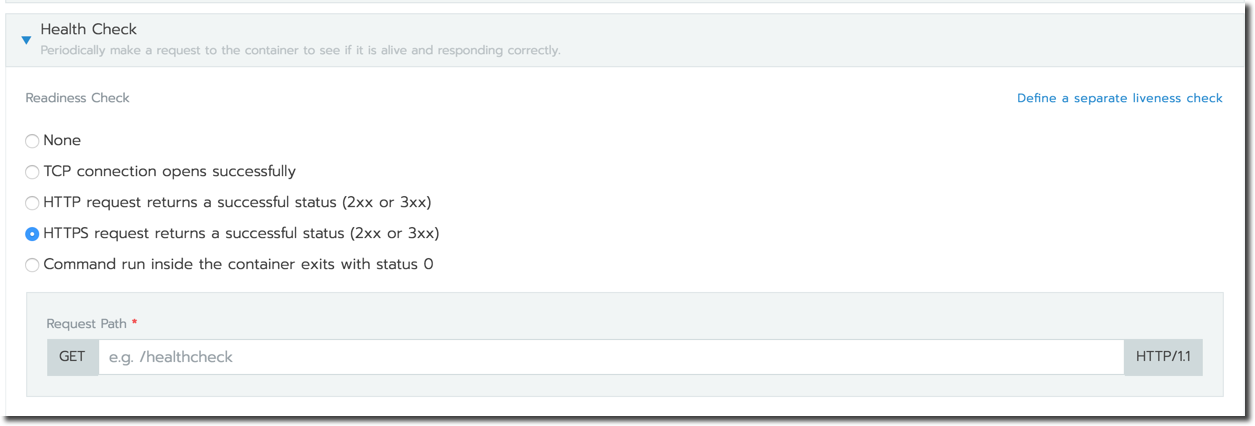 Health Check
Periodically make a request to the container to see if it is alive and responding correctly.
Readiness Check
Define a separate liveness check
None
TCP connection opens successfully
HTTP request returns a successful status (2xx or 3xx)
HTTPS request returns a successful status (2xx or 3xx)
Command run inside the container exits with status 0
Request Path *
GET e.g. /healthcheck HTTP/1.1